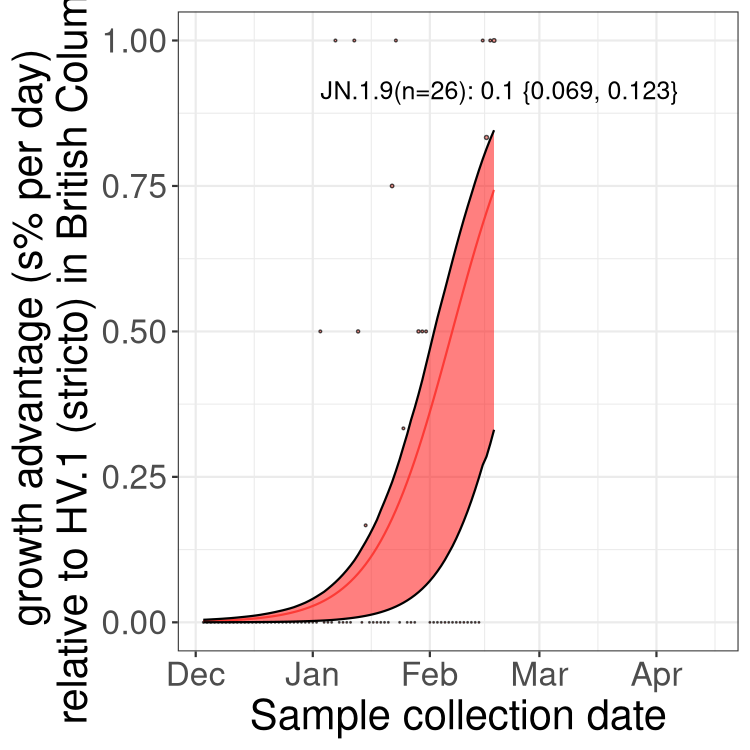 growth advantage (s% per day)
relative to HV.1 (stricto) in British Colum
1.00
0.75
0.50
0.25
0.00
JN.1.9(n=26): 0.1 {0.069, 0.123}
Dec Jan Feb Mar Apr
Sample collection date